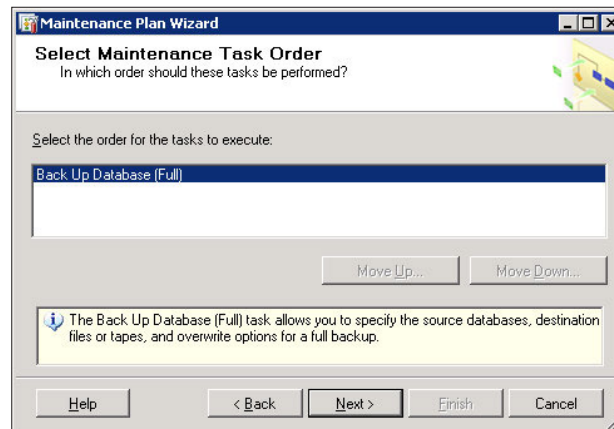 Maintenance Plan Wizard
Select Maintenance Task Order
In which order should these tasks be performed?
Select the order for the tasks to execute:
Back Up Database (Full)
Move Up... Move Down...
The Back Up Database (Full) task allows you to specify the source databases, destination
files or tapes, and overwrite options for a full backup.
Help < Back Next > Finish Cancel